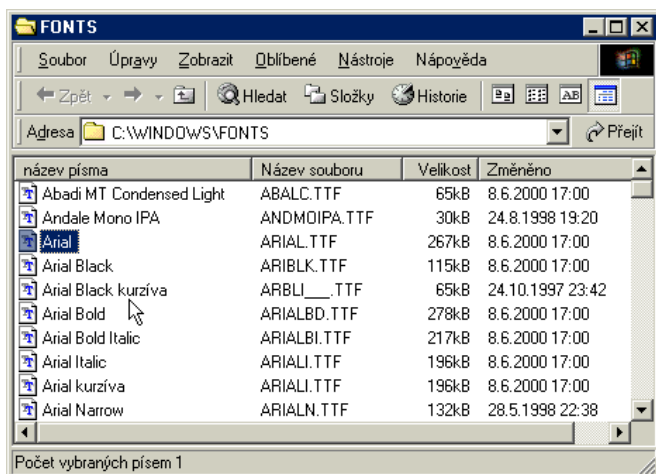 FONTS
Soubor Úpravy Zobrazit Oblíbené Nástroje Nápověda
Zpět Hledat Složky Historie AB
Adresa C:\WINDOWS\FONTS Přejít
název písma Název souboru Velikost Změněno
Abadi MT Condensed Light ABALC.TTF 65kB 8.6.2000 17:00
Andale Mono IPA ANDMOIPA.TTF 30kB 24.8.1998 19:20
Arial ARIAL.TTF 267kB 8.6.2000 17:00
Arial Black ARIBLK.TTF 115kB 8.6.2000 17:00
Arial Black kurzíva ARBLI___.TTF 65kB 24.10.1997 23:42
Arial Bold ARIALBD.TTF 278kB 8.6.2000 17:00
Arial Bold Italic ARIALBI.TTF 217kB 8.6.2000 17:00
Arial Italic ARIALI.TTF 196kB 8.6.2000 17:00
Arial kurzíva ARIALI.TTF 196kB 8.6.2000 17:00
Arial Narrow ARIALN.TTF 132kB 28.5.1998 22:38
Počet vybraných písem 1